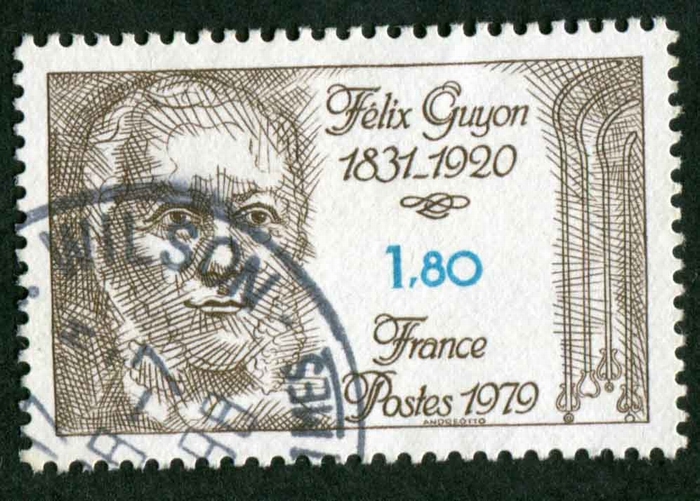 Félix Guyon
1831-1920
1,80
France
Postes 1979
ANDREOTTO
WILSON